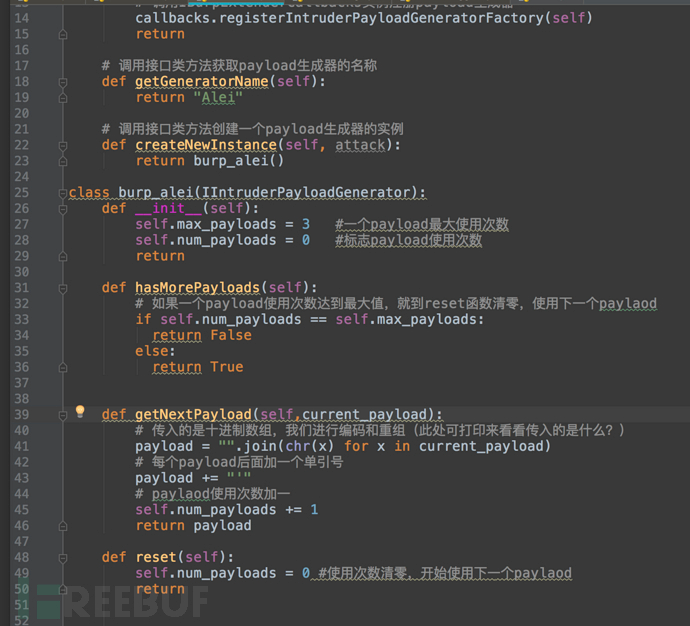 14 callbacks.registerIntruderPayloadGeneratorFactory(self)
15 return
16
17 # 调用接口类方法获取payload生成器的名称
18 def getGeneratorName(self):
19 return "Alei"
20
21 # 调用接口类方法创建一个payload生成器的实例
22 def createNewInstance(self, attack):
23 return burp_alei()
24
25 class burp_alei(IIntruderPayloadGenerator):
26 def __init__(self):
27 self.max_payloads = 3 #一个payload最大使用次数
28 self.num_payloads = 0 #标志payload使用次数
29 return
30
31 def hasMorePayloads(self):
32 # 如果一个payload使用次数达到最大值，就到reset函数清零，使用下一个paylaod
33 if self.num_payloads == self.max_payloads:
34 return False
35 else:
36 return True
37
38
39 def getNextPayload(self,current_payload):
40 # 传入的是十进制数组，我们进行编码和重组（此处可打印来看看传入的是什么？)
41 payload = "".join(chr(x) for x in current_payload)
42 # 每个payload后面加一个单引号
43 payload += "'"
44 # paylaod使用次数加一
45 self.num_payloads += 1
46 return payload
47
48 def reset(self):
49 self.num_payloads = 0 #使用次数清零，开始使用下一个paylaod
50 return
51
52
REEBUF